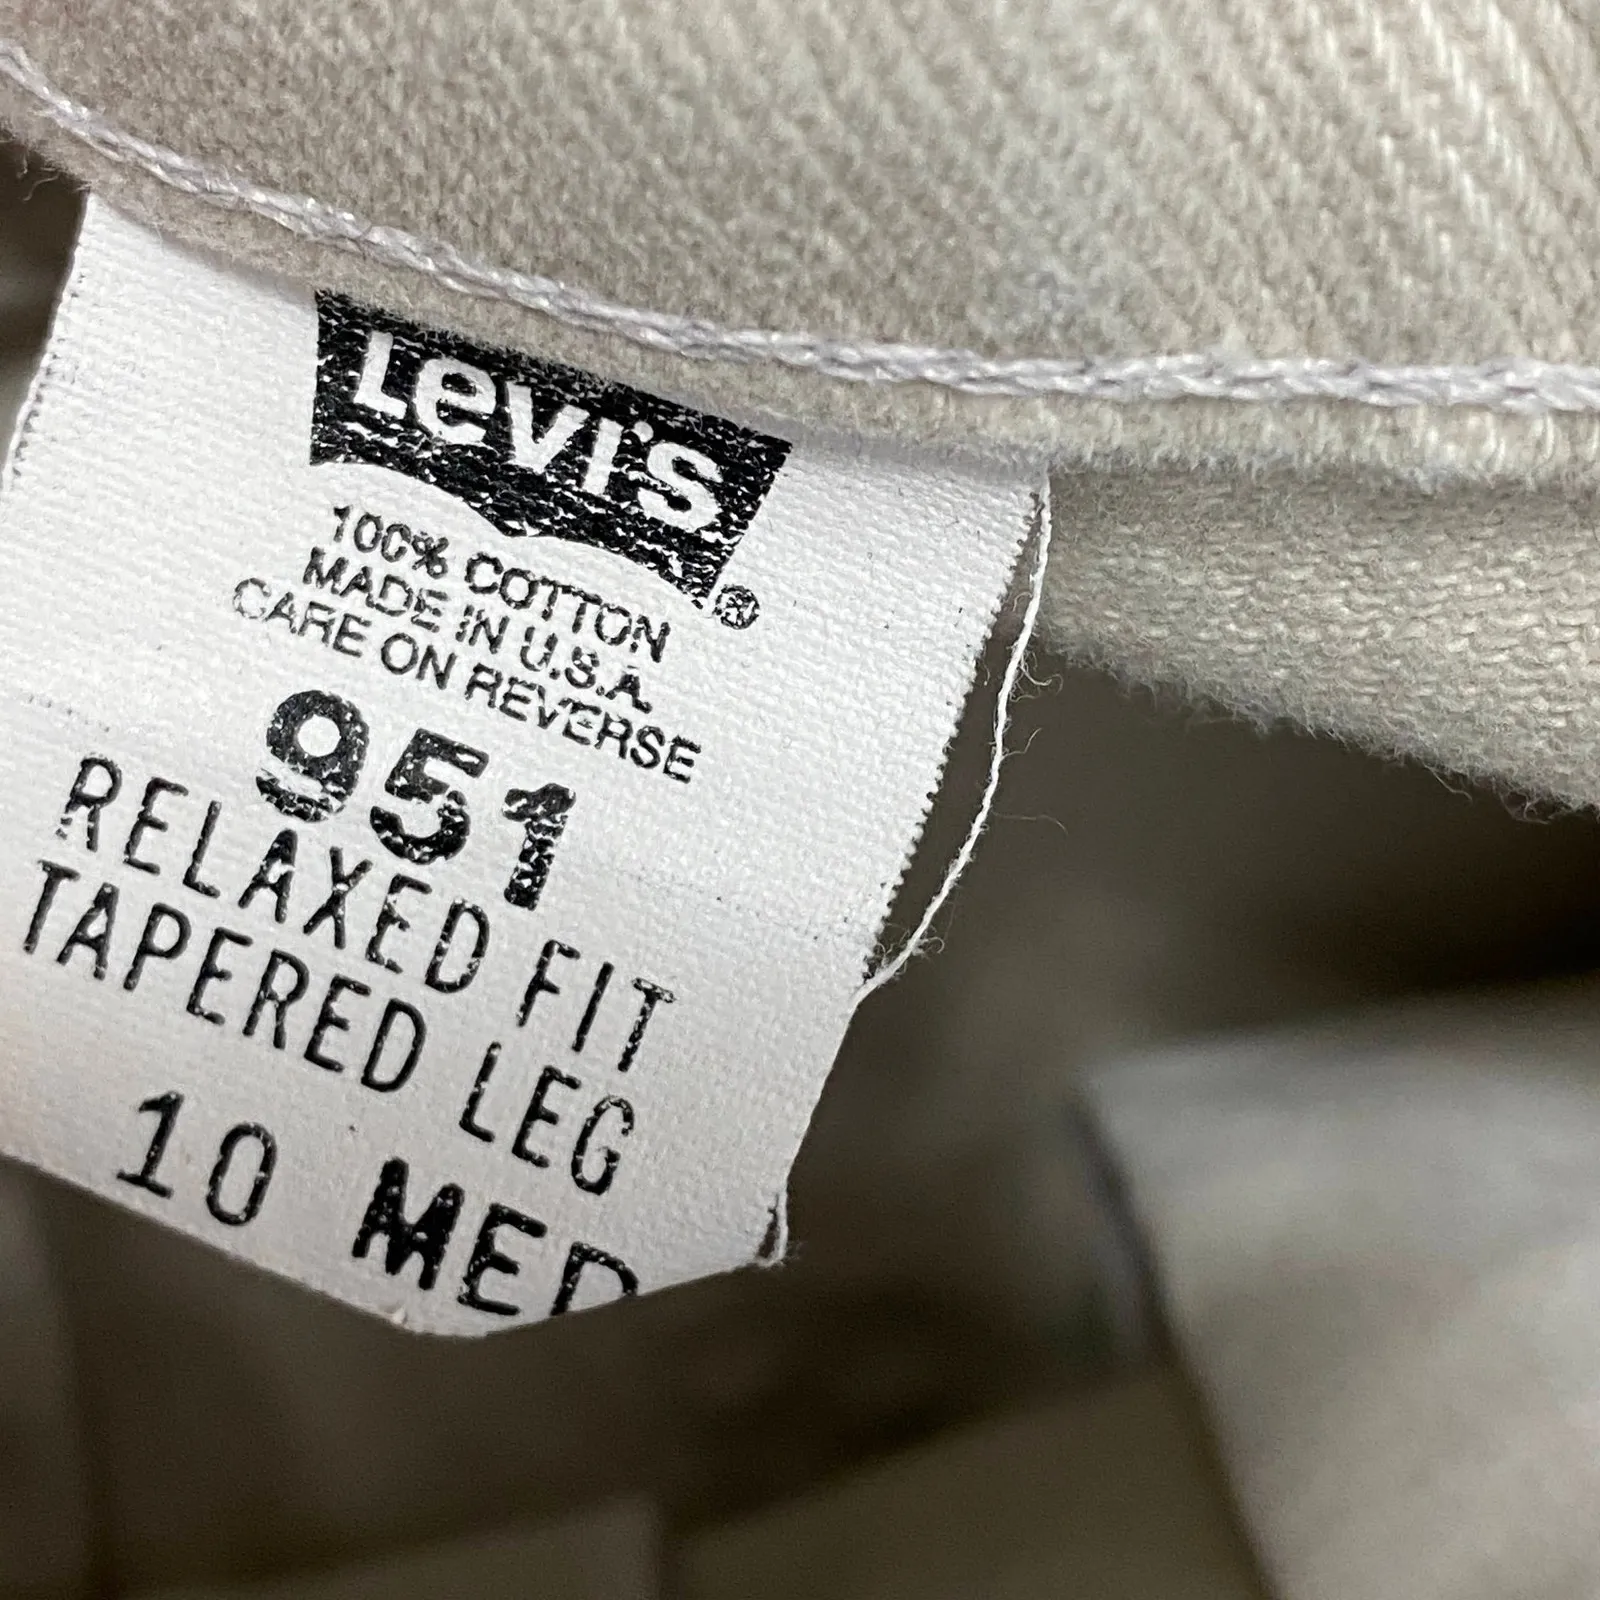 Levi's®
100% COTTON
MADE IN U.S.A.
CARE ON REVERSE
951
RELAXED FIT
TAPERED LEG
10 MED